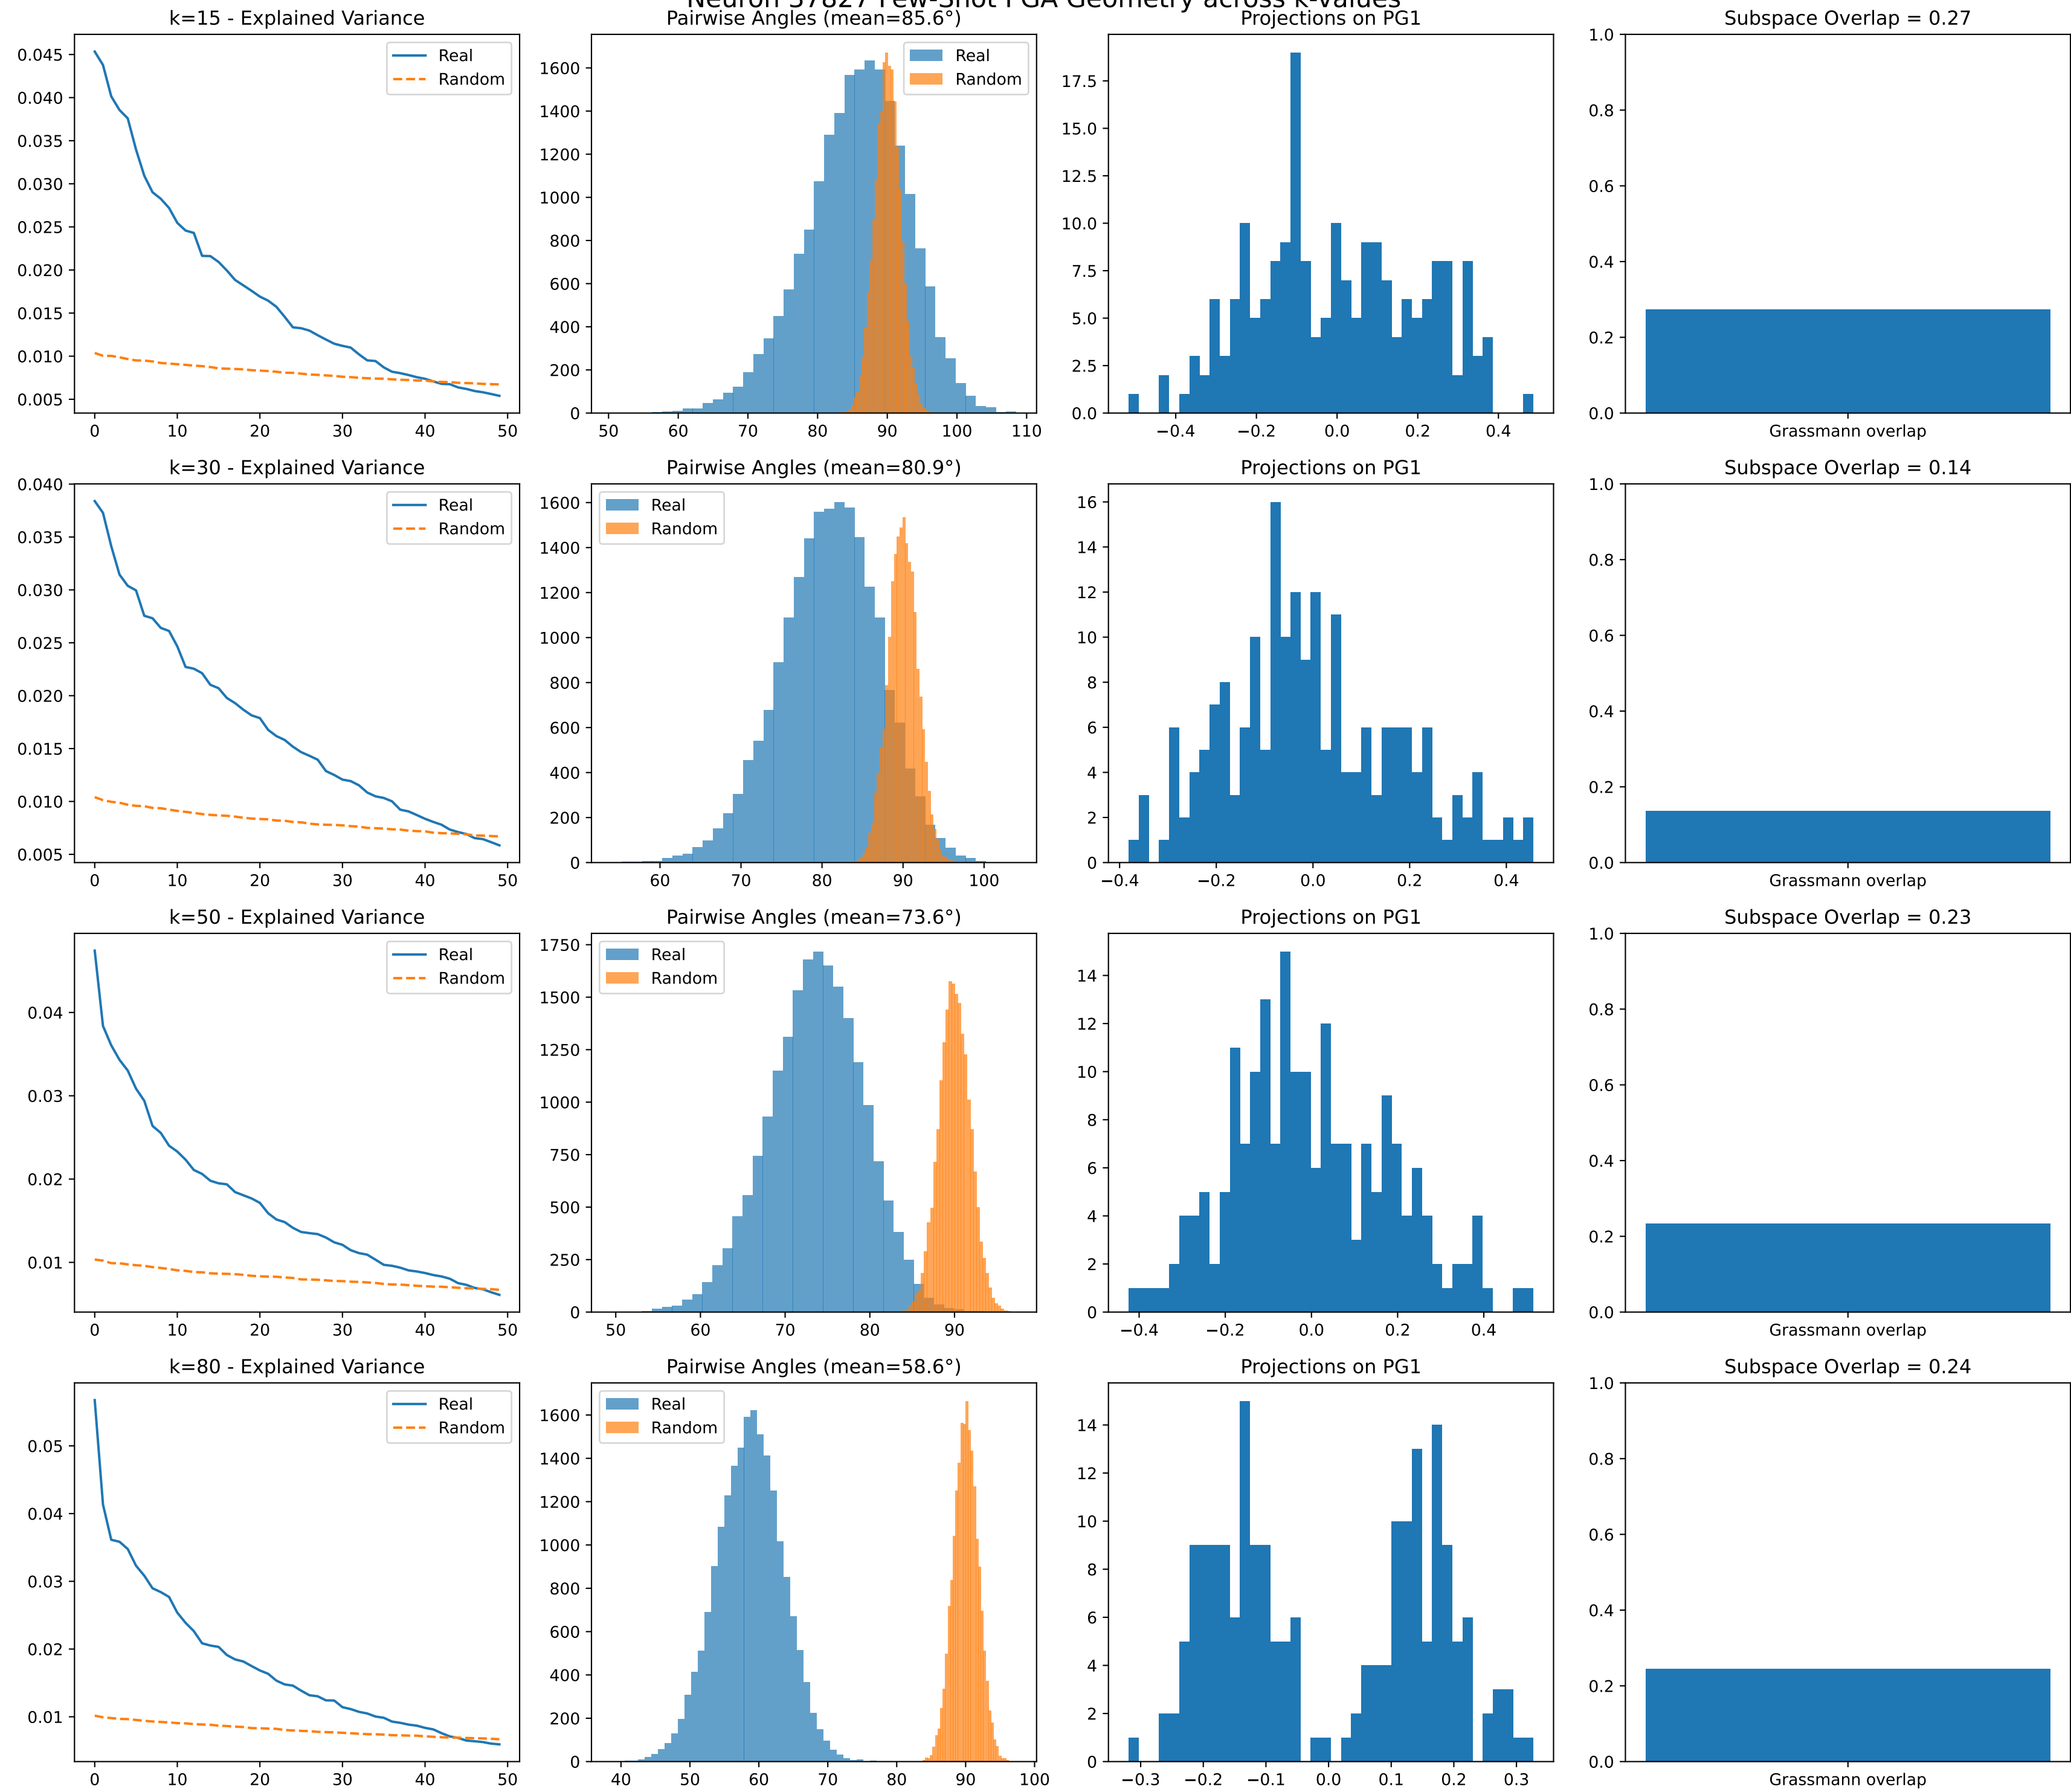 Neuron 37827 Few-Shot PGA Geometry across k-values
k=15 - Explained Variance
Pairwise Angles (mean=85.6°)
Projections on PG1
Subspace Overlap = 0.27
Real
Random
0.045
0.040
0.035
0.030
0.025
0.020
0.015
0.010
0.005
0 10 20 30 40 50
Real
Random
1600
1400
1200
1000
800
600
400
200
0
50 60 70 80 90 100 110
17.5
15.0
12.5
10.0
7.5
5.0
2.5
0.0
−0.4 −0.2 0.0 0.2 0.4
1.0
0.8
0.6
0.4
0.2
0.0
Grassmann overlap
k=30 - Explained Variance
Pairwise Angles (mean=80.9°)
Projections on PG1
Subspace Overlap = 0.14
Real
Random
0.040
0.035
0.030
0.025
0.020
0.015
0.010
0.005
0 10 20 30 40 50
Real
Random
1600
1400
1200
1000
800
600
400
200
0
60 70 80 90 100
16
14
12
10
8
6
4
2
0
−0.4 −0.2 0.0 0.2 0.4
1.0
0.8
0.6
0.4
0.2
0.0
Grassmann overlap
k=50 - Explained Variance
Pairwise Angles (mean=73.6°)
Projections on PG1
Subspace Overlap = 0.23
Real
Random
0.04
0.03
0.02
0.01
0 10 20 30 40 50
Real
Random
1750
1500
1250
1000
750
500
250
0
50 60 70 80 90
14
12
10
8
6
4
2
0
−0.4 −0.2 0.0 0.2 0.4
1.0
0.8
0.6
0.4
0.2
0.0
Grassmann overlap
k=80 - Explained Variance
Pairwise Angles (mean=58.6°)
Projections on PG1
Subspace Overlap = 0.24
Real
Random
0.05
0.04
0.03
0.02
0.01
0 10 20 30 40 50
Real
Random
1600
1400
1200
1000
800
600
400
200
0
40 50 60 70 80 90 100
14
12
10
8
6
4
2
0
−0.3 −0.2 −0.1 0.0 0.1 0.2 0.3
1.0
0.8
0.6
0.4
0.2
0.0
Grassmann overlap